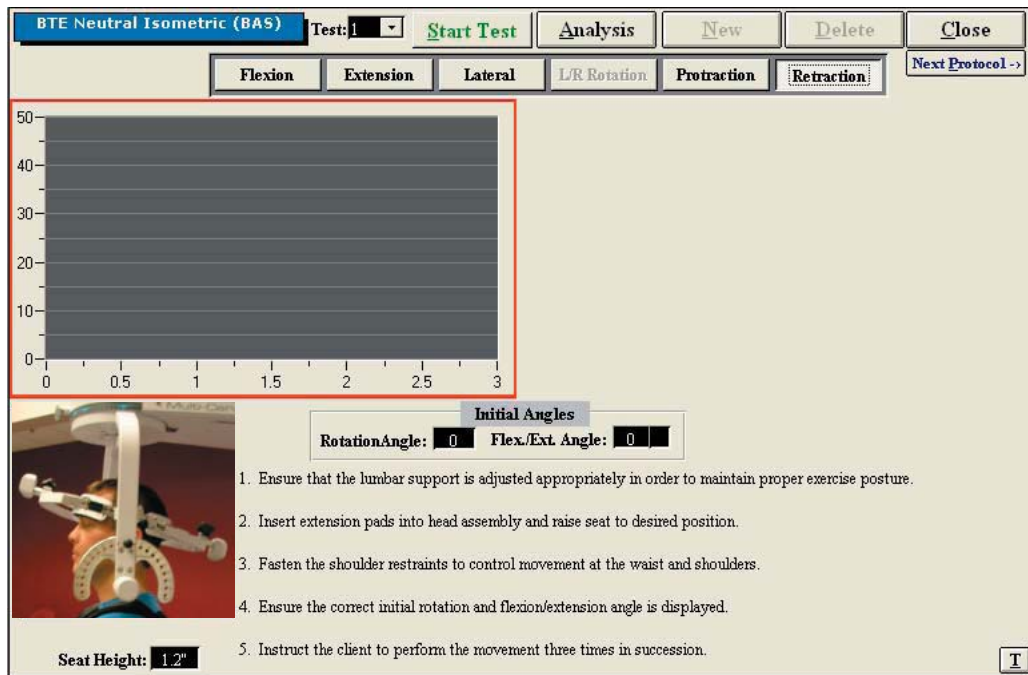 BTE Neutral Isometric (BAS)
Test: 1
Start Test
Analysis
New
Delete
Close
Next Protocol ->
Flexion
Extension
Lateral
L/R Rotation
Protraction
Retraction
50
40
30
20
10
0
0 0.5 1 1.5 2 2.5 3
Initial Angles
RotationAngle: 0 Flex./Ext. Angle: 0
1. Ensure that the lumbar support is adjusted appropriately in order to maintain proper exercise posture.
2. Insert extension pads into head assembly and raise seat to desired position.
3. Fasten the shoulder restraints to control movement at the waist and shoulders.
4. Ensure the correct initial rotation and flexion/extension angle is displayed.
5. Instruct the client to perform the movement three times in succession.
Seat Height: 1.2"
T